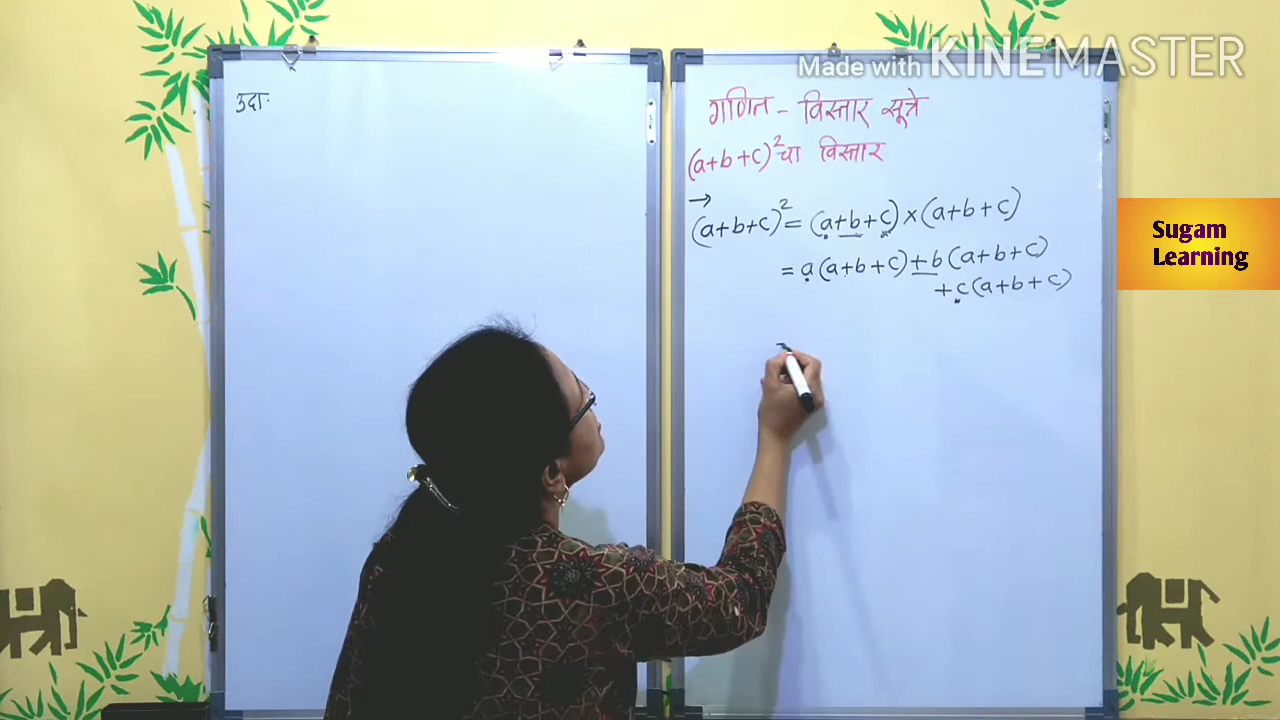 Made with KINEMASTER
उदा.
गणित - विस्तार सूत्रे
(a+b+c)²चा विस्तार
→
(a+b+c)² = (a+b+c)×(a+b+c)
= a(a+b+c)+b(a+b+c)
+c(a+b+c)
Sugam
Learning